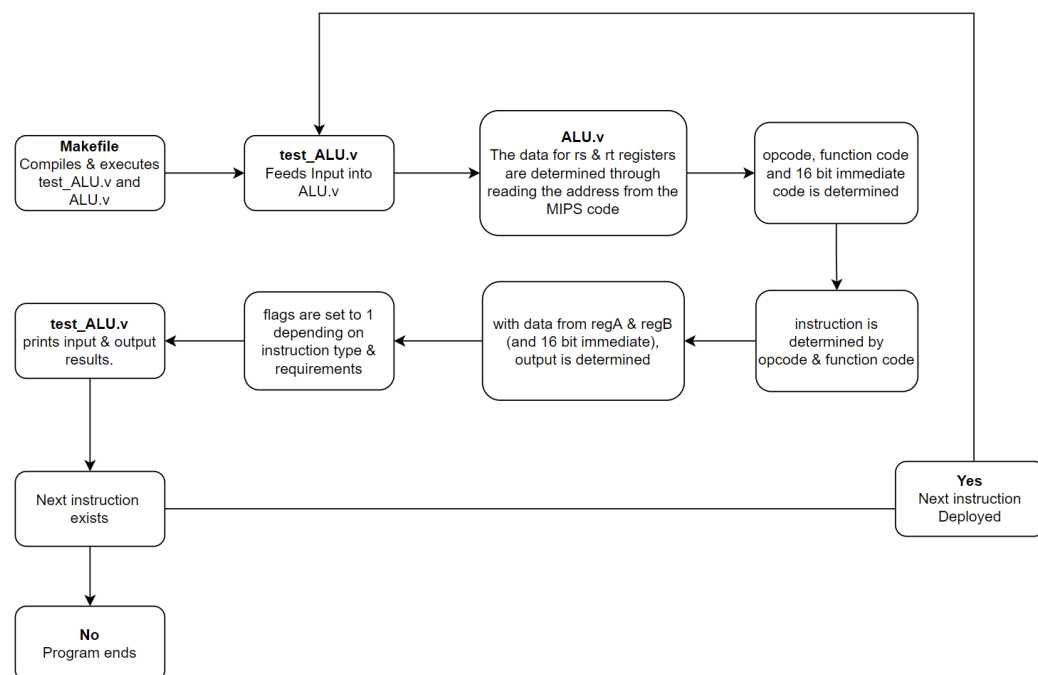 Makefile
Compiles & executes
test_ALU.v and
ALU.v
test_ALU.v
Feeds Input into
ALU.v
ALU.v
The data for rs & rt registers
are determined through
reading the address from the
MIPS code
opcode, function code
and 16 bit immediate
code is determined
instruction is
determined by
opcode & function code
with data from regA & regB
(and 16 bit immediate),
output is determined
flags are set to 1
depending on
instruction type &
requirements
test_ALU.v
prints input & output
results.
Next instruction
exists
Yes
Next instruction
Deployed
No
Program ends